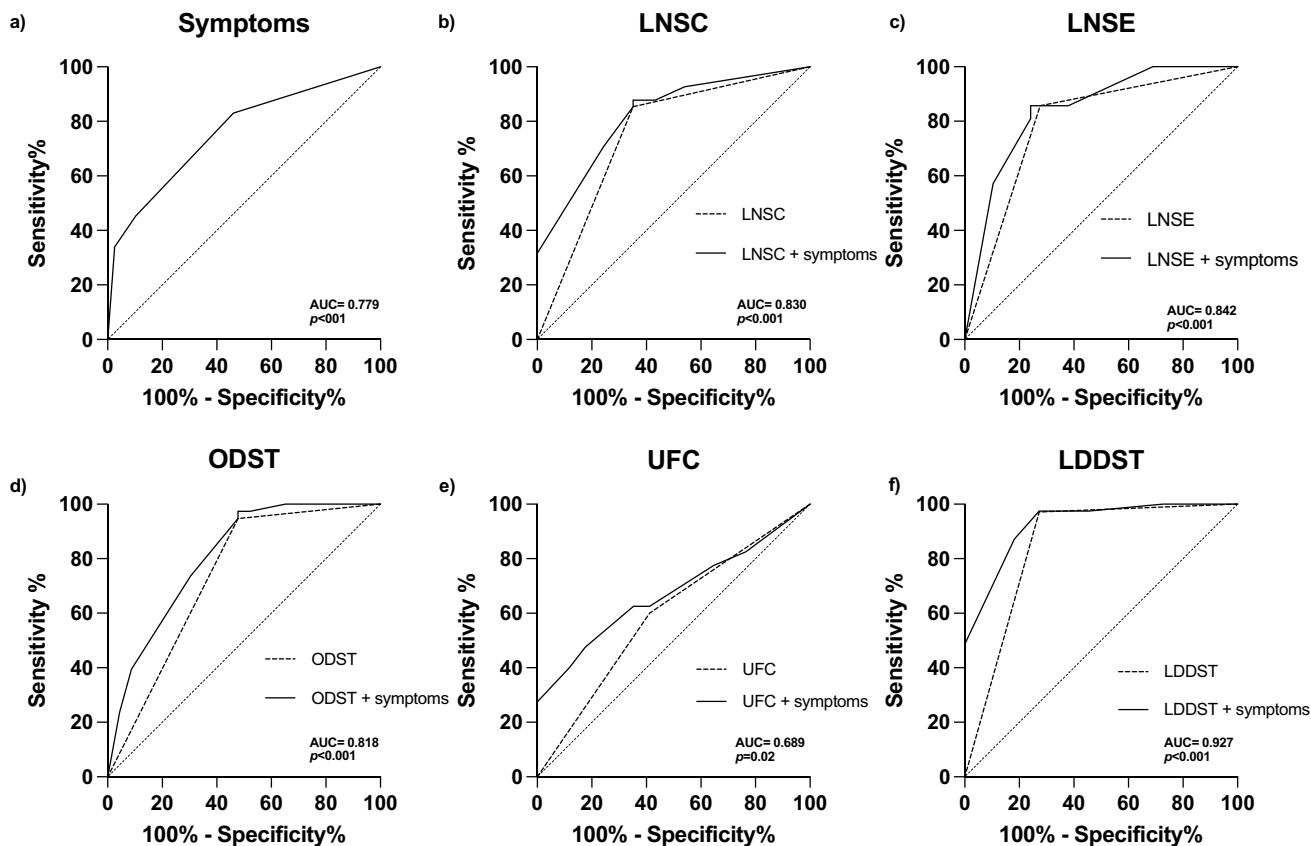 a)
Symptoms
Sensitivity%
100
80
60
40
20
0
AUC= 0.779
p<001
0 20 40 60 80 100
100% - Specificity%
b)
LNSC
Sensitivity %
100
80
60
40
20
0
LNSC
LNSC + symptoms
AUC= 0.830
p<0.001
0 20 40 60 80 100
100% - Specificity%
c)
LNSE
Sensitivity %
100
80
60
40
20
0
LNSE
LNSE + symptoms
AUC= 0.842
p<0.001
0 20 40 60 80 100
100% - Specificity%
d)
ODST
Sensitivity %
100
80
60
40
20
0
ODST
ODST + symptoms
AUC= 0.818
p<0.001
0 20 40 60 80 100
100% - Specificity%
e)
UFC
Sensitivity %
100
80
60
40
20
0
UFC
UFC + symptoms
AUC= 0.689
p=0.02
0 20 40 60 80 100
100% - Specificity%
f)
LDDST
Sensitivity %
100
80
60
40
20
0
LDDST
LDDST + symptoms
AUC= 0.927
p<0.001
0 20 40 60 80 100
100% - Specificity%